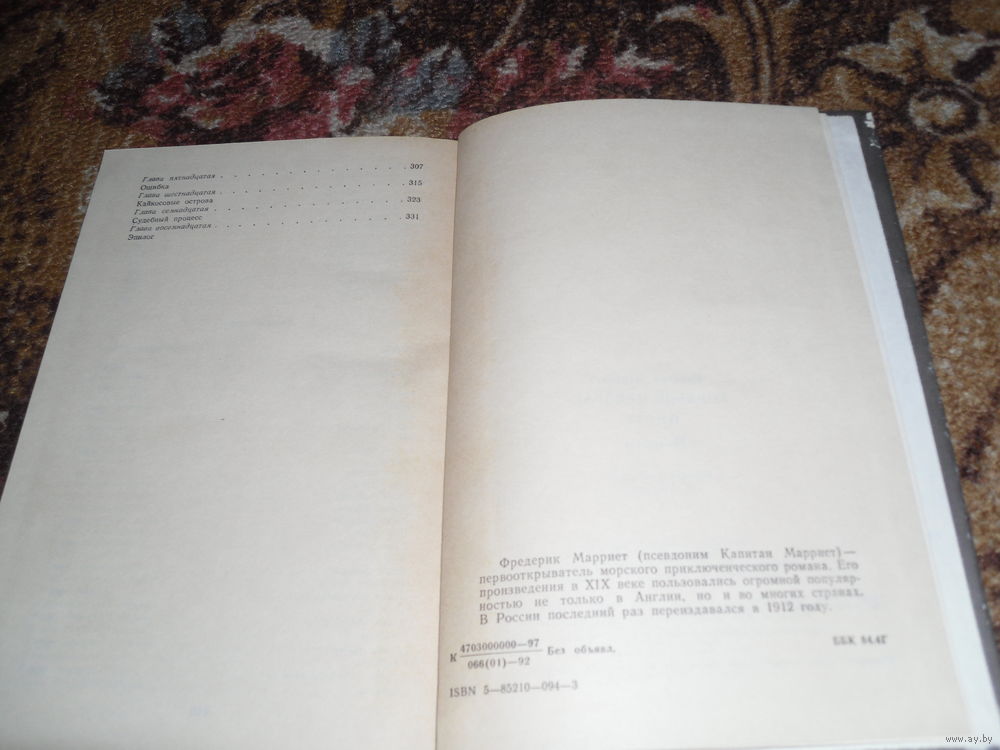 Глава пятнадцатая . . . . . . . . . . . . 307
Ошибка
Глава шестнадцатая . . . . . . . . . . . . 315
Кайкосовые острова
Глава семнадцатая . . . . . . . . . . . . 323
Судебный процесс
Глава восемнадцатая . . . . . . . . . . . . 331
Эпилог
Фредерик Марриет (псевдоним Капитан Марриет)—
первооткрыватель морского приключенческого романа. Его
произведения в XIX веке пользовались огромной популяр-
ностью не только в Англии, но и во многих странах.
В России последний раз переиздавался в 1912 году.
К 4703000000—97
066(01)—92 Без объявл.
ББК 84.4Г
ISBN 5—85210—094—3
www.ay.by